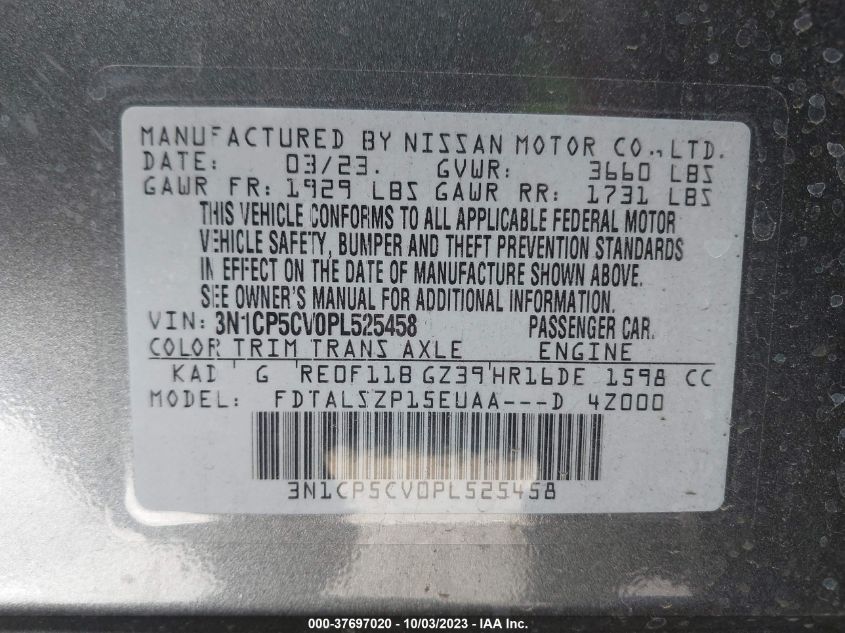 MANUFACTURED BY NISSAN MOTOR CO., LTD.
DATE: 03/23. GVWR: 3660 LBS
GAWR FR: 1929 LBS GAWR RR: 1731 LBS
THIS VEHICLE CONFORMS TO ALL APPLICABLE FEDERAL MOTOR
VEHICLE SAFETY, BUMPER AND THEFT PREVENTION STANDARDS
IN EFFECT ON THE DATE OF MANUFACTURE SHOWN ABOVE.
SEE OWNER'S MANUAL FOR ADDITIONAL INFORMATION.
VIN: 3N1CP5CV0PL525458 PASSENGER CAR.
COLOR TRIM TRANS AXLE ENGINE
KAD G RE0F11B GZ39 HR16DE 1598 CC
MODEL: FDTALSZP15EUAA---D 4Z000
3N1CP5CV0PL525458
000-37697020 - 10/03/2023 - IAA Inc.